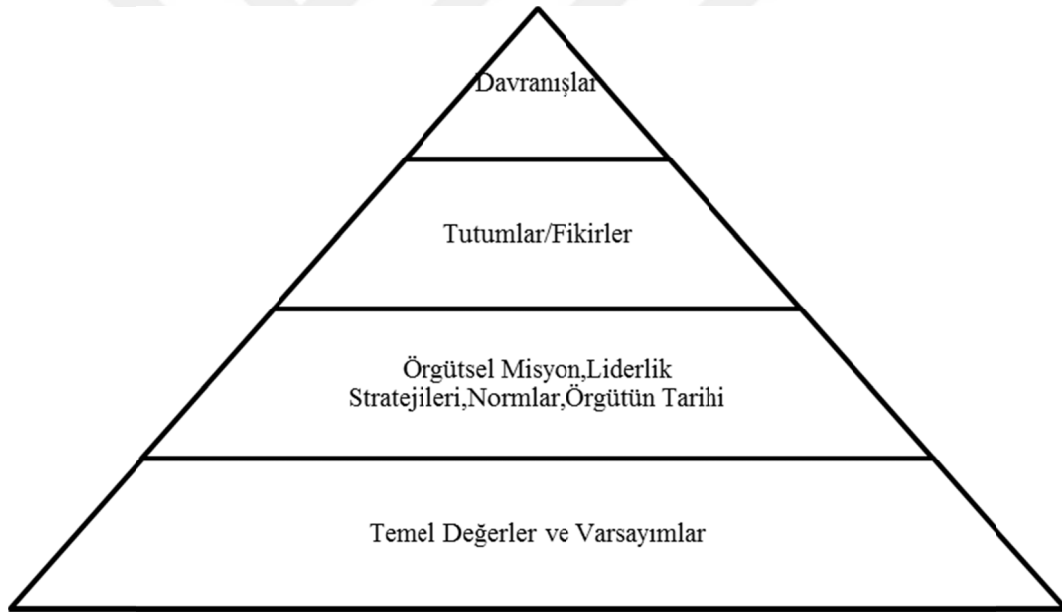 Davranışlar
Tutumlar/Fikirler
Örgütsel Misyon,Liderlik
Stratejileri,Normlar,Örgütün Tarihi
Temel Değerler ve Varsayımlar